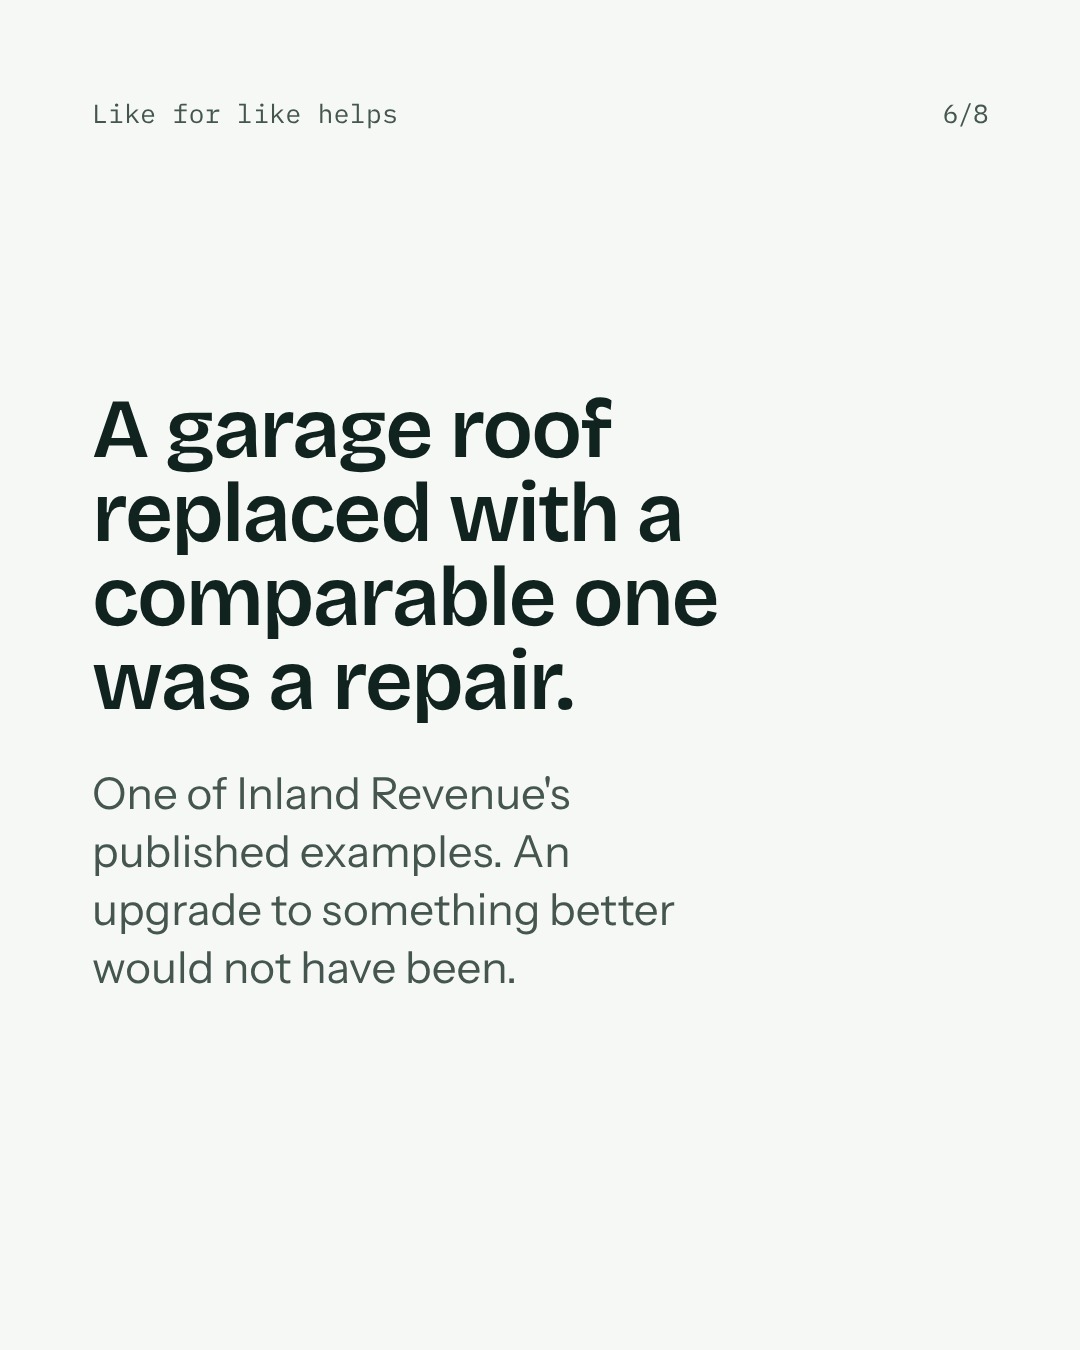 Like for like helps
6/8
A garage roof
replaced with a
comparable one
was a repair.
One of Inland Revenue's
published examples. An
upgrade to something better
would not have been.